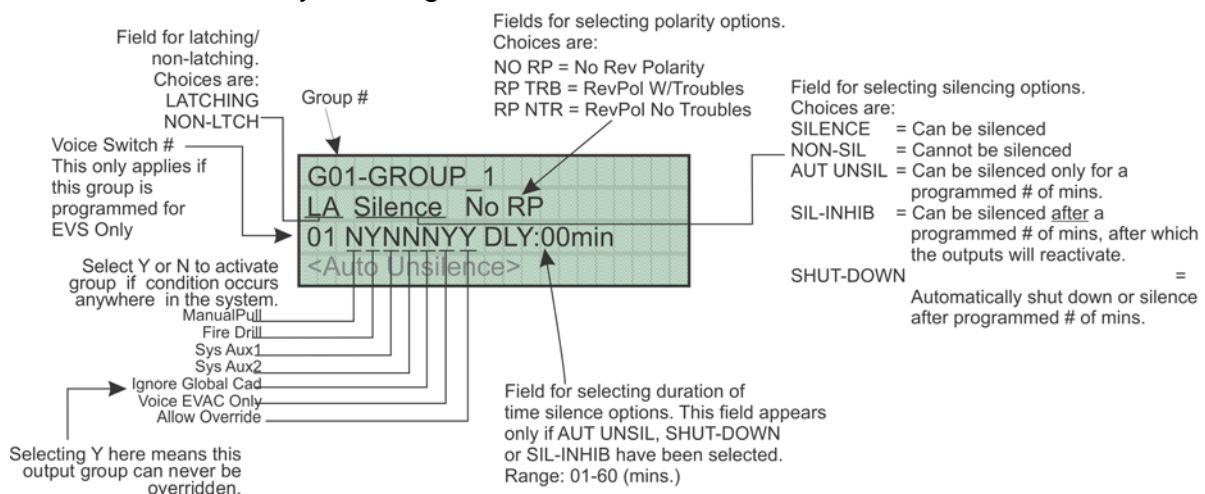 Fields for selecting polarity options.
Choices are:
NO RP = No Rev Polarity
RP TRB = RevPol W/Troubles
RP NTR = RevPol No Troubles
Field for latching/
non-latching.
Choices are:
LATCHING
NON-LTCH
Group #
Voice Switch #
This only applies if
this group is
programmed for
EVS Only
Field for selecting silencing options.
Choices are:
SILENCE = Can be silenced
NON-SIL = Cannot be silenced
AUT UNSIL = Can be silenced only for a
programmed # of mins.
SIL-INHIB = Can be silenced after a
programmed # of mins, after which
the outputs will reactivate.
SHUT-DOWN =
Automatically shut down or silence
after programmed # of mins.
G01-GROUP_1
LA Silence No RP
01 NYNNNYY DLY:00min
<Auto Unsilence>
Select Y or N to activate
group if condition occurs
anywhere in the system.
ManualPull
Fire Drill
Sys Aux1
Sys Aux2
Ignore Global Cad
Voice EVAC Only
Allow Override
Selecting Y here means this
output group can never be
overridden.
Field for selecting duration of
time silence options. This field appears
only if AUT UNSIL, SHUT-DOWN
or SIL-INHIB have been selected.
Range: 01-60 (mins.)